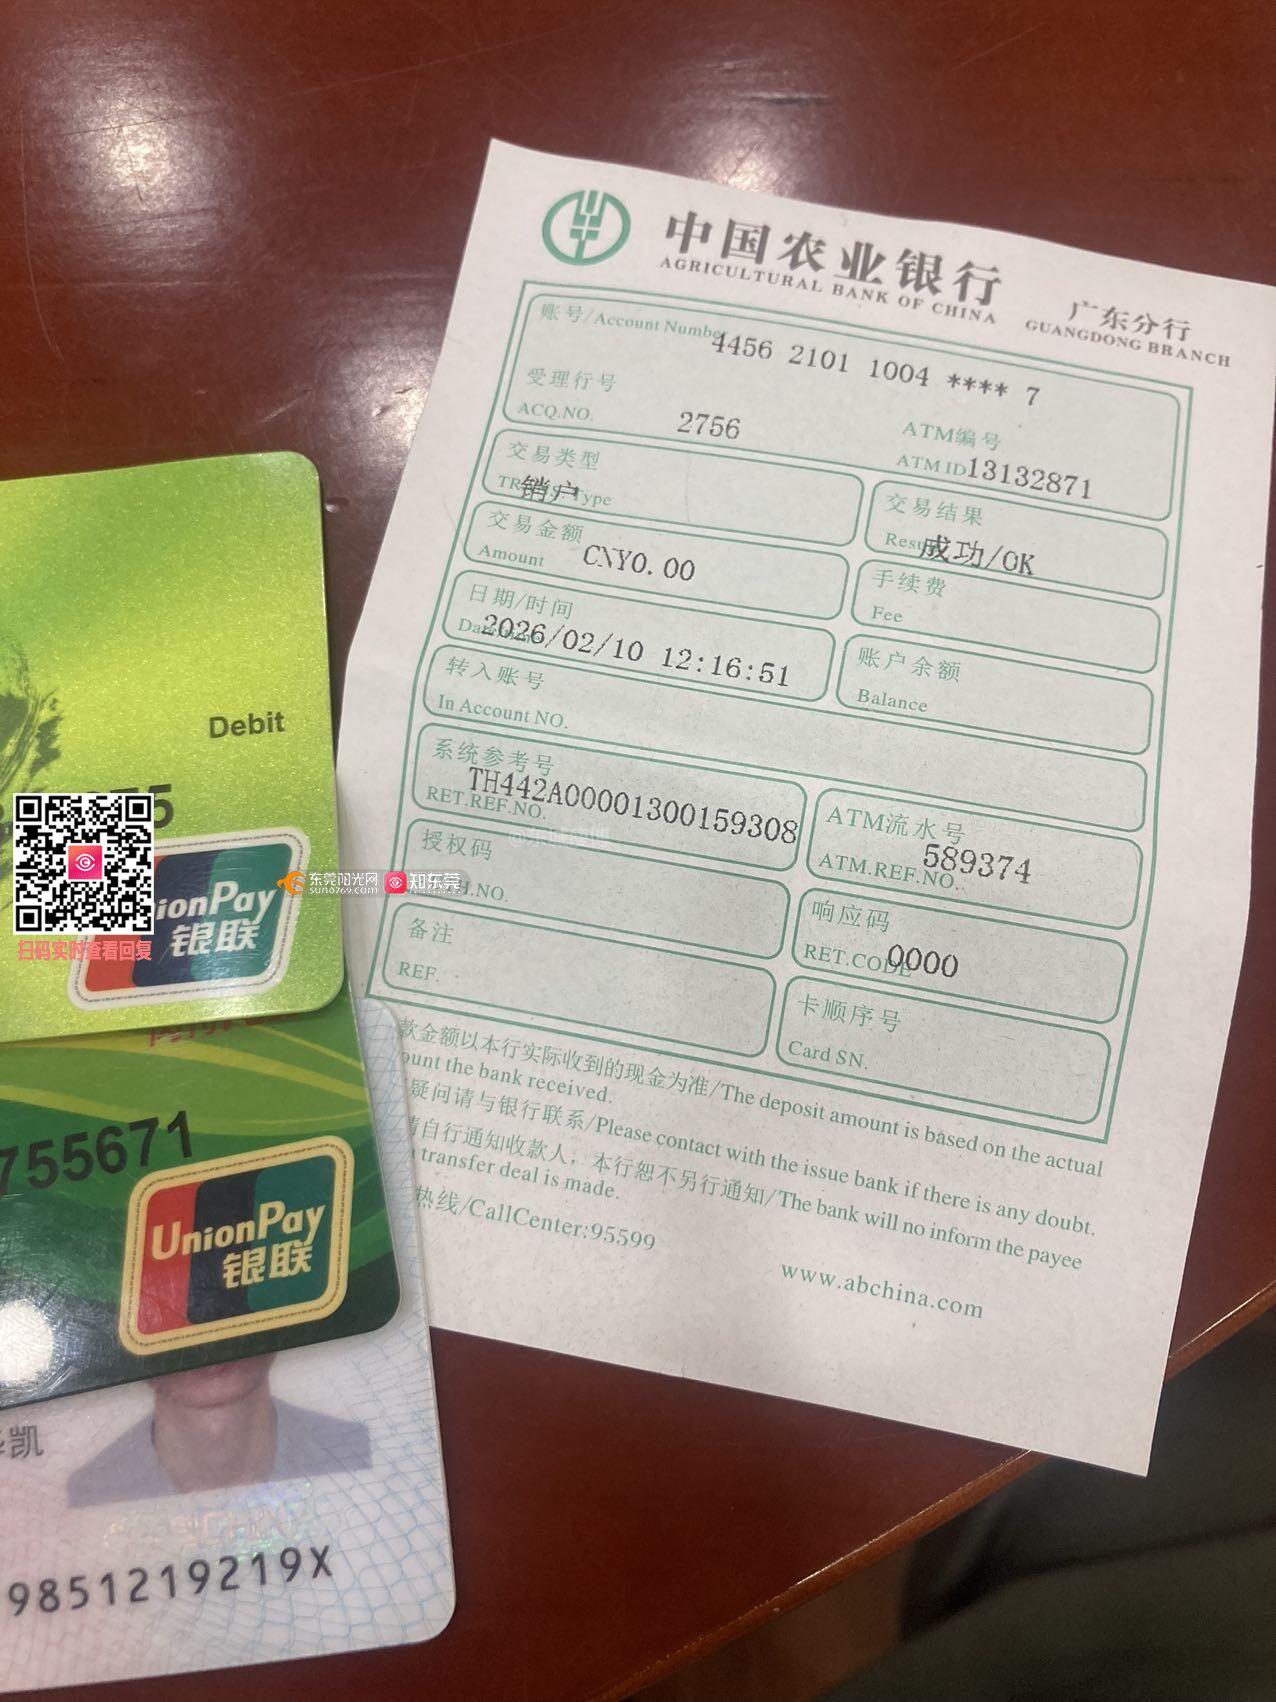 中国农业银行
AGRICULTURAL BANK OF CHINA
广东分行
GUANGDONG BRANCH
账号/Account Number
4456 2101 1004 **** 7
受理行号
ACQ.NO. 2756
ATM编号
ATM ID 13132871
交易类型
销户 Type
交易结果
成功/OK
交易金额
Amount CNY0.00
手续费
Fee
日期/时间
2026/02/10 12:16:51
账户余额
Balance
转入账号
In Account NO.
系统参考号
TH442A00001300159308
RET.REF.NO.
ATM流水号
589374
ATM.REF.NO.
授权码
H.NO.
响应码
RET.CODE 0000
备注
REF.
卡顺序号
Card SN.
款金额以本行实际收到的现金为准/The deposit amount is based on the actual
ount the bank received.
疑问请与银行联系/Please contact with the issue bank if there is any doubt.
请自行通知收款人，本行恕不另行通知/The bank will no inform the payee
transfer deal is made.
热线/CallCenter:95599
www.abchina.com
Debit
UnionPay
银联
扫码实时查看回复
东莞阳光网
sun0769.com
知东莞
755671
UnionPay
银联
凯
9851219219X